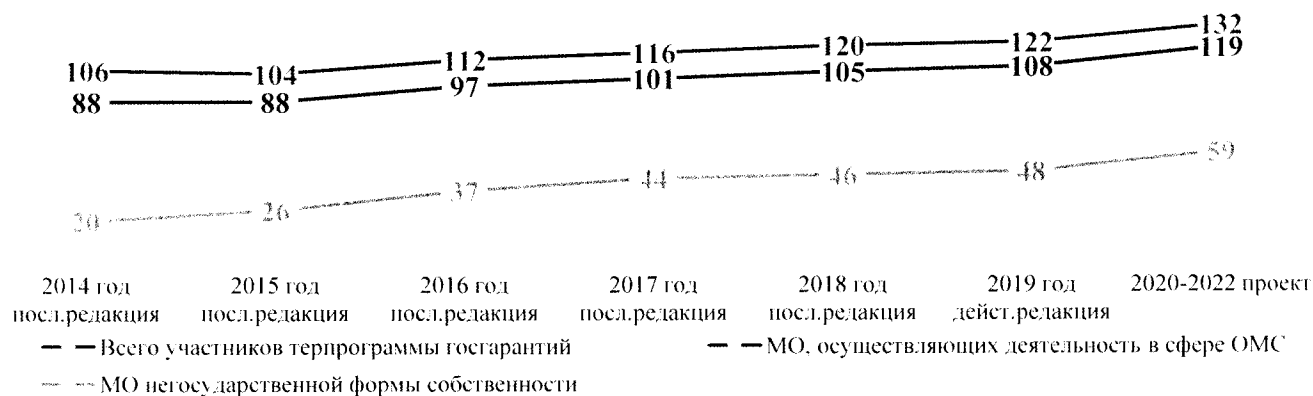 106 104 112 116 120 122 132
88 88 97 101 105 108 119
20 26 37 44 46 48 59
2014 год 2015 год 2016 год 2017 год 2018 год 2019 год 2020-2022 проект
посл.редакция посл.редакция посл.редакция посл.редакция посл.редакция дейст.редакция
Всего участников терпрограммы госгарантий МО, осуществляющих деятельность в сфере ОМС
МО негосударственной формы собственности